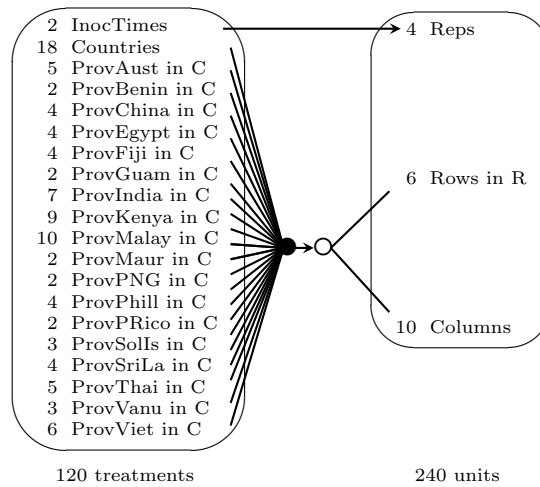 2 InocTimes
18 Countries
5 ProvAust in C
2 ProvBenin in C
4 ProvChina in C
4 ProvEgypt in C
4 ProvFiji in C
2 ProvGuam in C
7 ProvIndia in C
9 ProvKenya in C
10 ProvMalay in C
2 ProvMaur in C
2 ProvPNG in C
4 ProvPhill in C
2 ProvPRico in C
3 ProvSolIs in C
4 ProvSriLa in C
5 ProvThai in C
3 ProvVanu in C
6 ProvViet in C
120 treatments
4 Reps
6 Rows in R
10 Columns
240 units